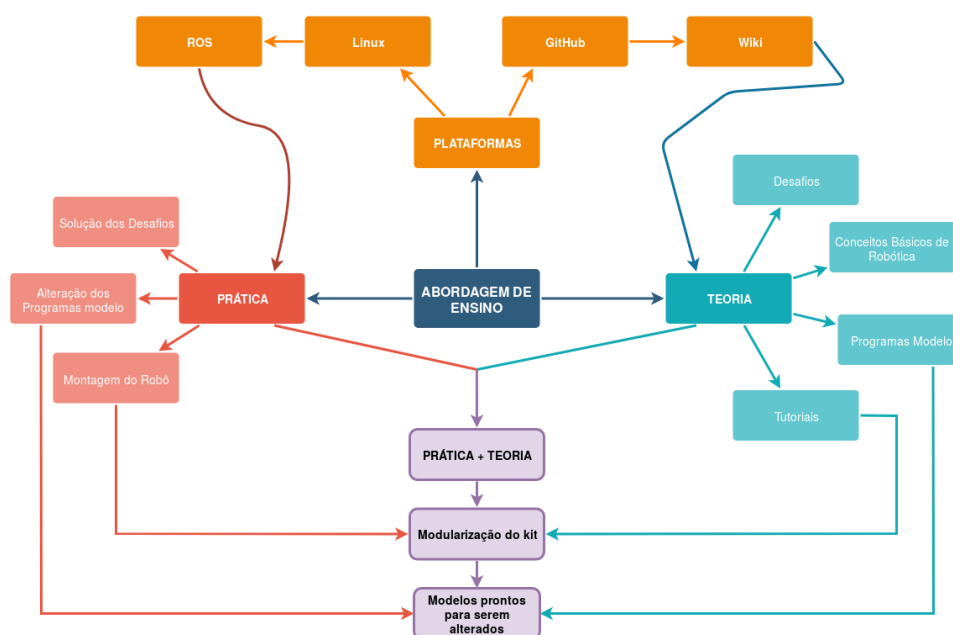 ROS
Linux
GitHub
Wiki
PLATAFORMAS
Desafios
Solução dos Desafios
Conceitos Básicos de
Robótica
Alteração dos
Programas modelo
PRÁTICA
ABORDAGEM DE
ENSINO
TEORIA
Programas Modelo
Montagem do Robô
Tutoriais
PRÁTICA + TEORIA
Modularização do kit
Modelos prontos
para serem
alterados